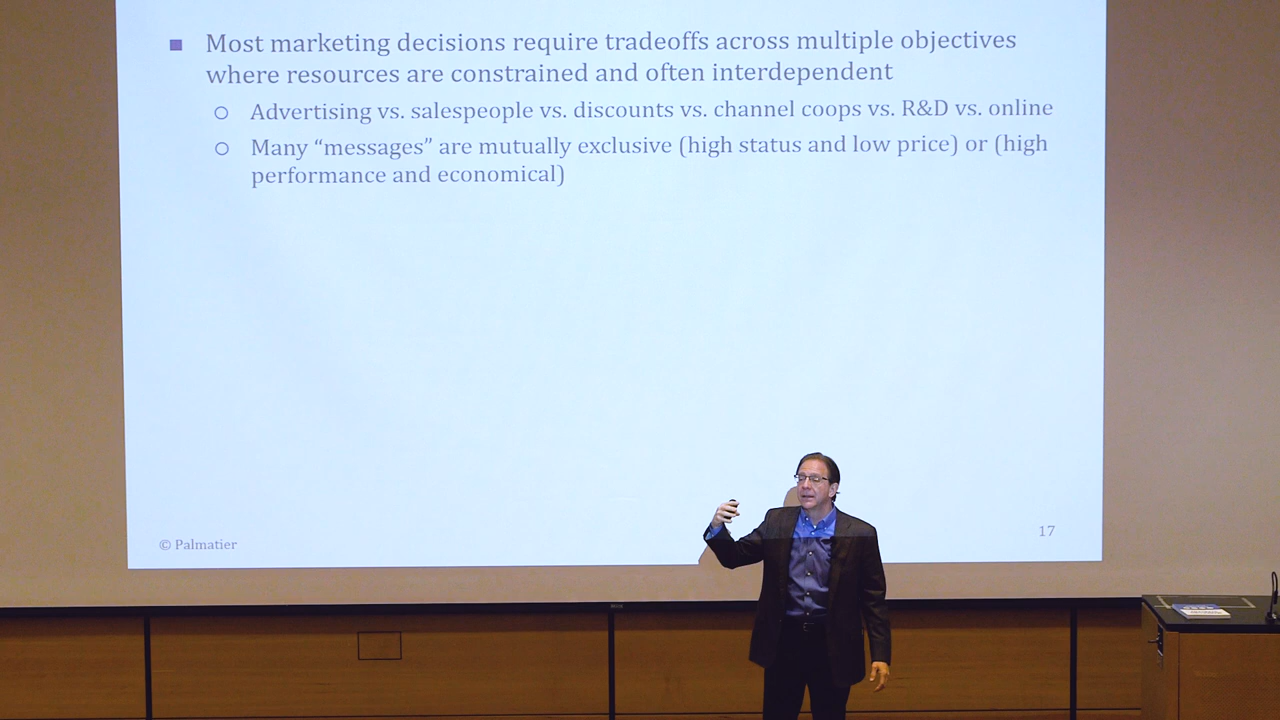 Most marketing decisions require tradeoffs across multiple objectives
where resources are constrained and often interdependent
Advertising vs. salespeople vs. discounts vs. channel coops vs. R&D vs. online
Many “messages” are mutually exclusive (high status and low price) or (high
performance and economical)
© Palmatier
17